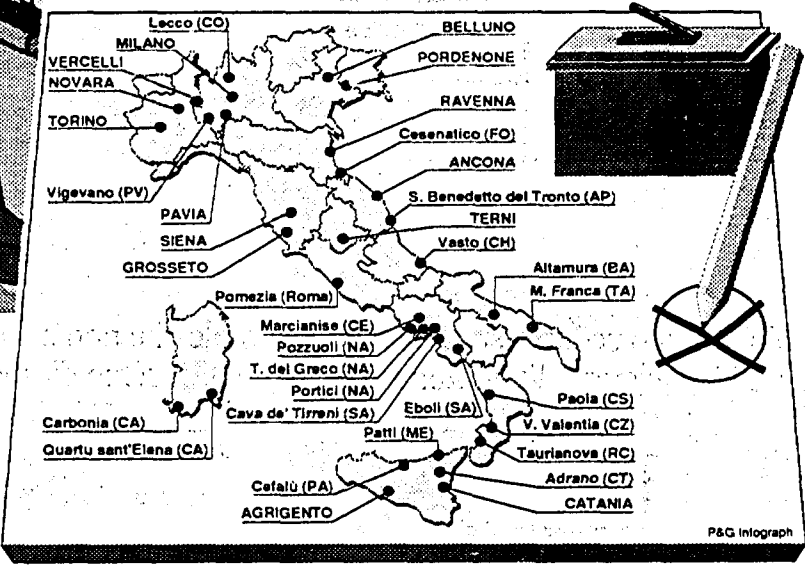 Lecco (CO)
MILANO
VERCELLI
NOVARA
TORINO
Vigevano (PV)
PAVIA
SIENA
GROSSETO
BELLUNO
PORDENONE
RAVENNA
Cesenatico (FO)
ANCONA
S. Benedetto del Tronto (AP)
TERNI
Vasto (CH)
Altamura (BA)
M. Franca (TA)
Pomezia (Roma)
Marcianise (CE)
Pozzuoli (NA)
T. del Greco (NA)
Portici (NA)
Cava de' Tirreni (SA)
Eboli (SA)
Paola (CS)
V. Valentia (CZ)
Taurianova (RC)
Adrano (CT)
CATANIA
Patti (ME)
Cefalù (PA)
AGRIGENTO
Carbonia (CA)
Quartu sant'Elena (CA)
P&G Infograph